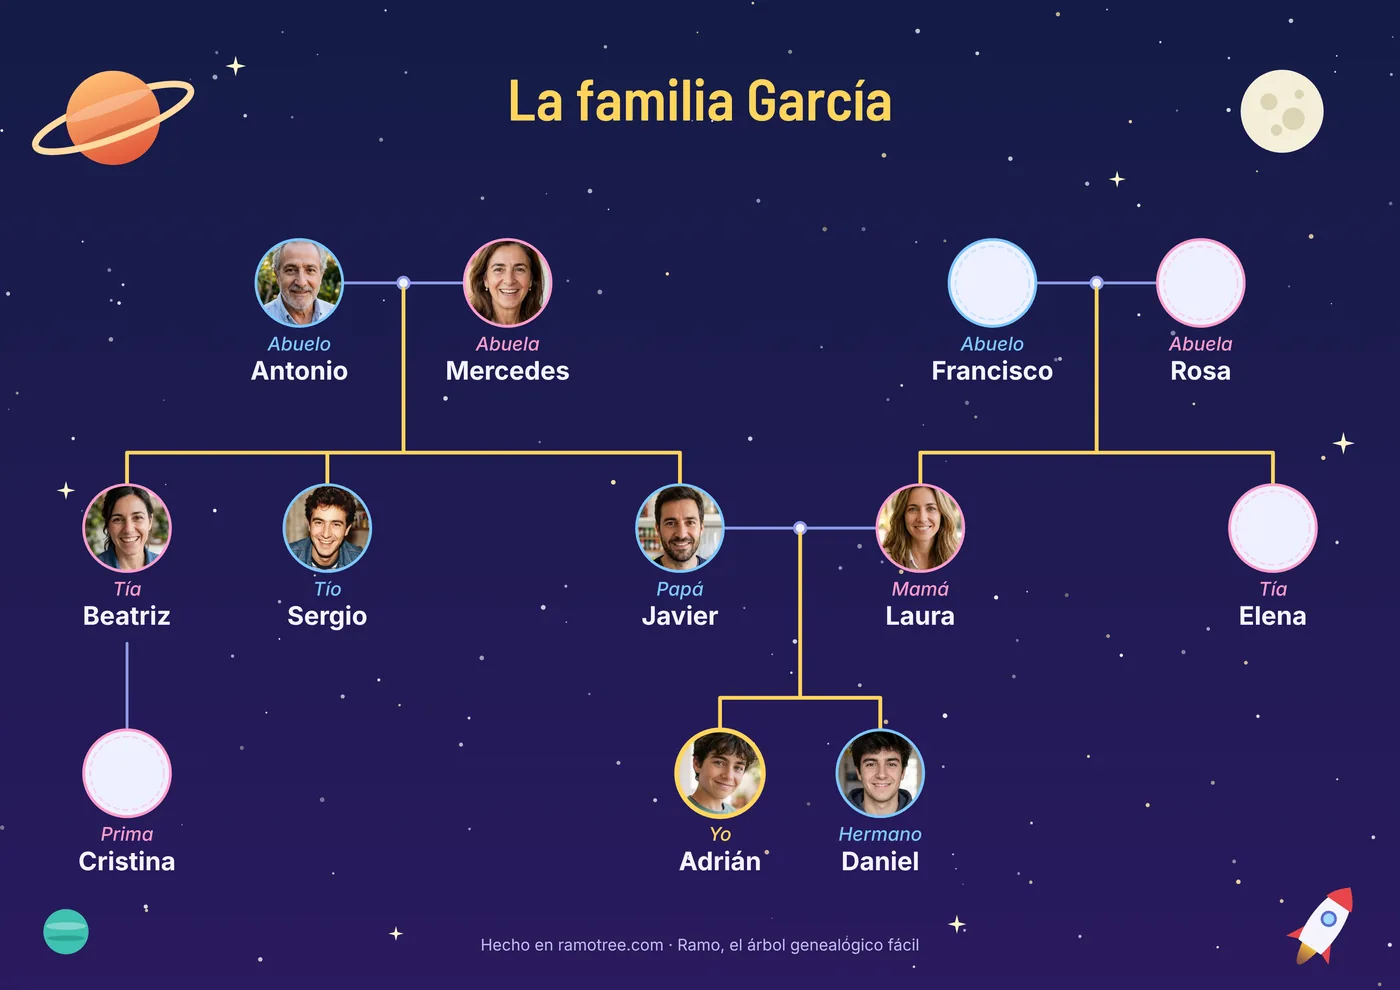 La familia García
Abuelo
Antonio
Abuela
Mercedes
Abuelo
Francisco
Abuela
Rosa
Tía
Beatriz
Tío
Sergio
Papá
Javier
Mamá
Laura
Tía
Elena
Prima
Cristina
Yo
Adrián
Hermano
Daniel
Hecho en ramotree.com · Ramo, el árbol genealógico fácil